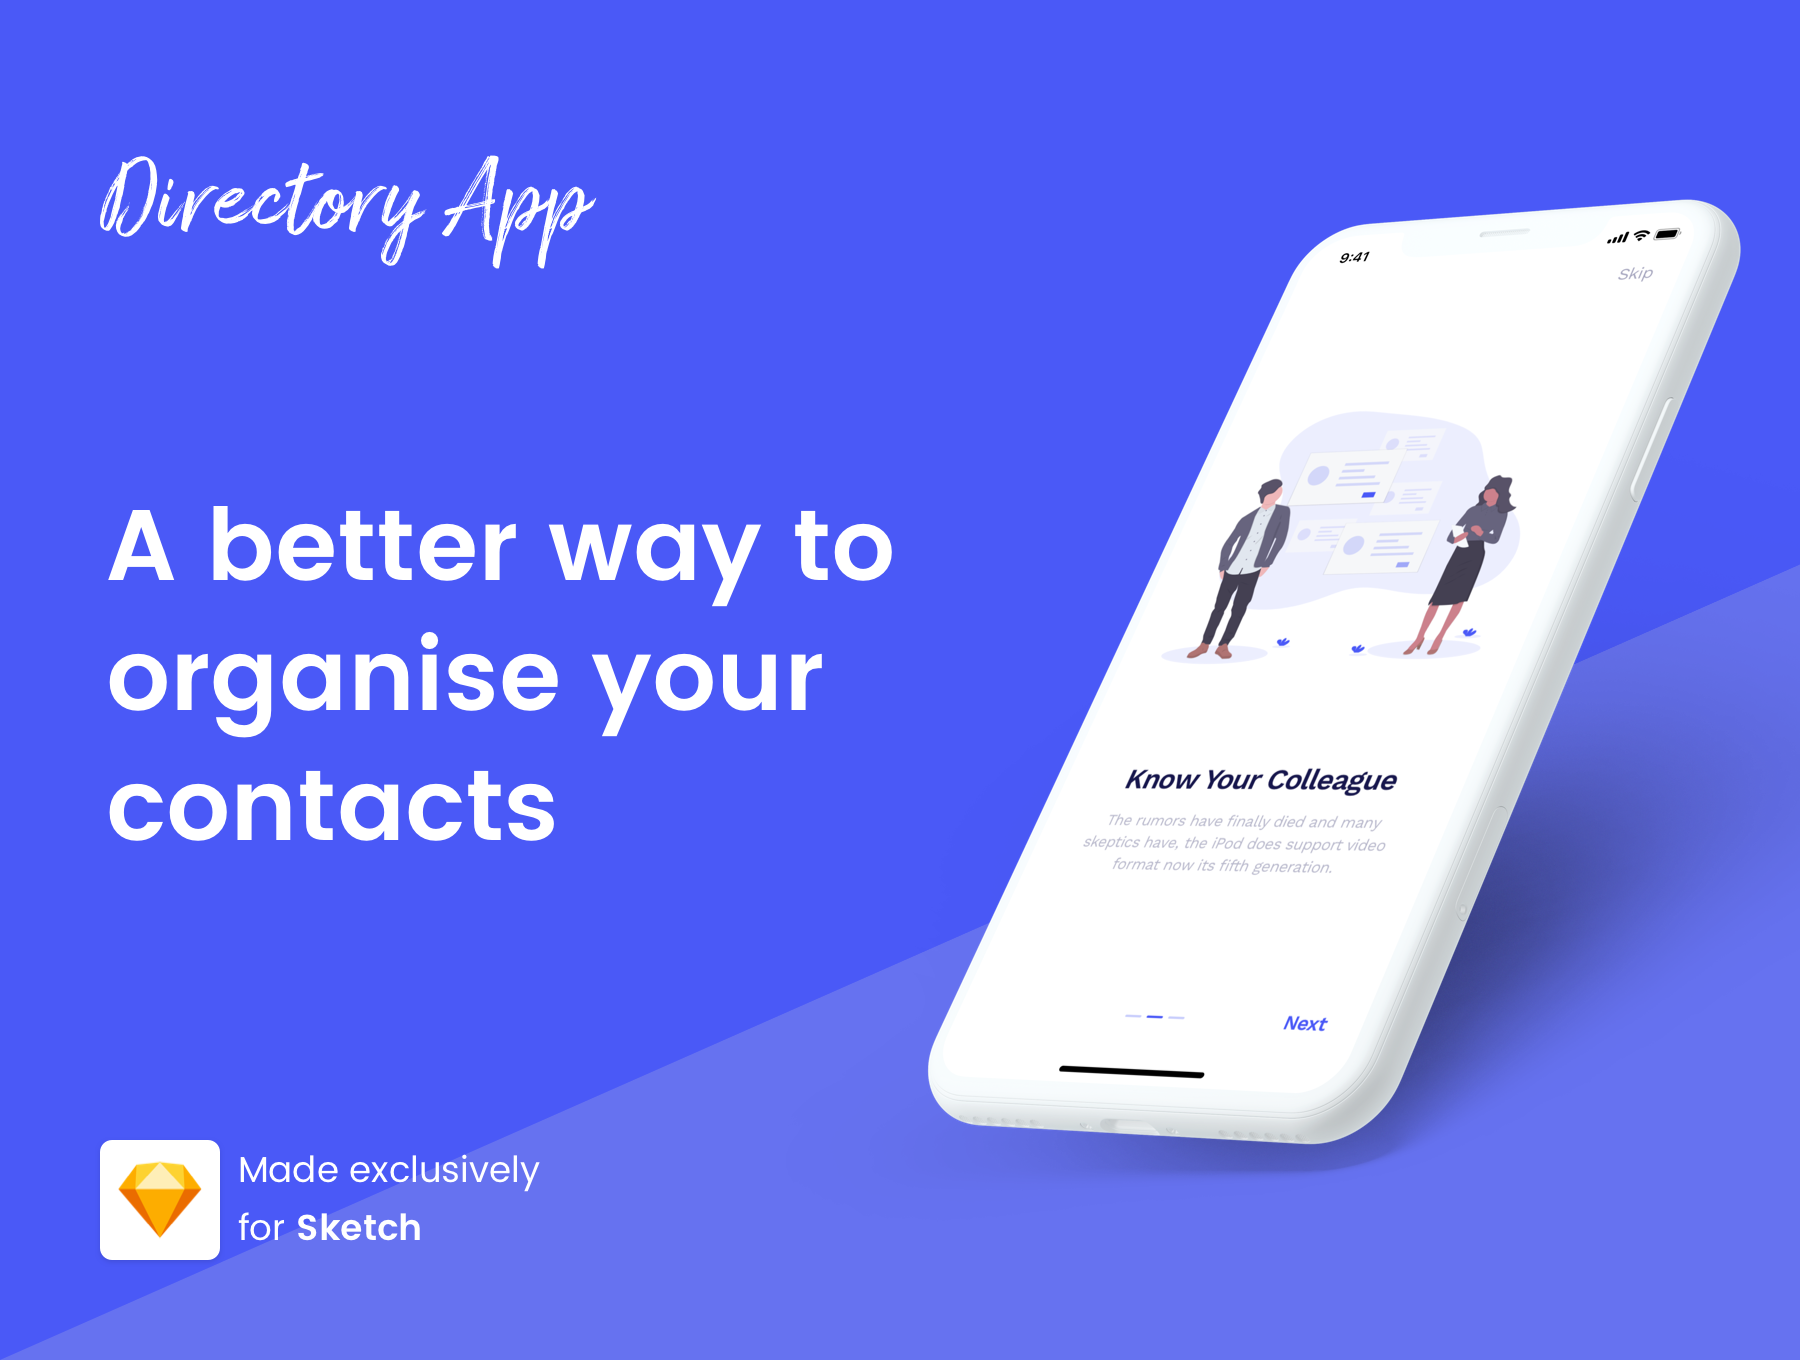 Directory App
A better way to
organise your
contacts
Made exclusively
for Sketch
9:41
Skip
Know Your Colleague
The rumors have finally died and many
skeptics have, the iPod does support video
format now its fifth generation.
Next